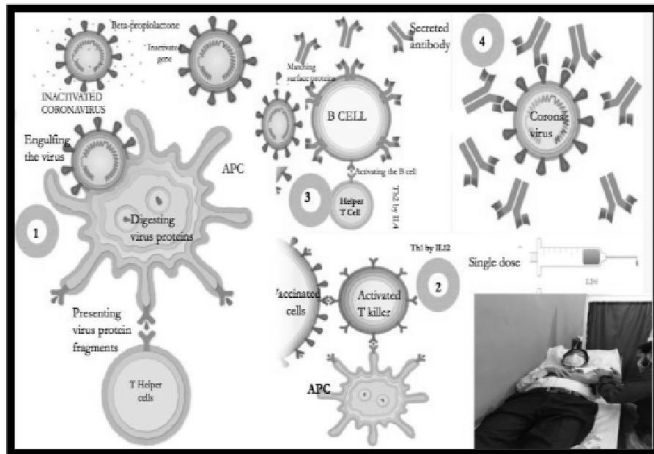 Beta-propiolactone
Inactivated
gene
INACTIVATED
CORONAVIRUS
Engulfing
the virus
APC
1
Digesting
virus proteins
Presenting
virus protein
fragments
T Helper
cells
Secreted
antibody
Matching
surface proteins
B CELL
Activating the B cell
3
Helper
T Cell
Th2 by IL4
Th1 by IL12
2
Vaccinated
cells
Activated
T killer
APC
4
Corona
virus
Single dose